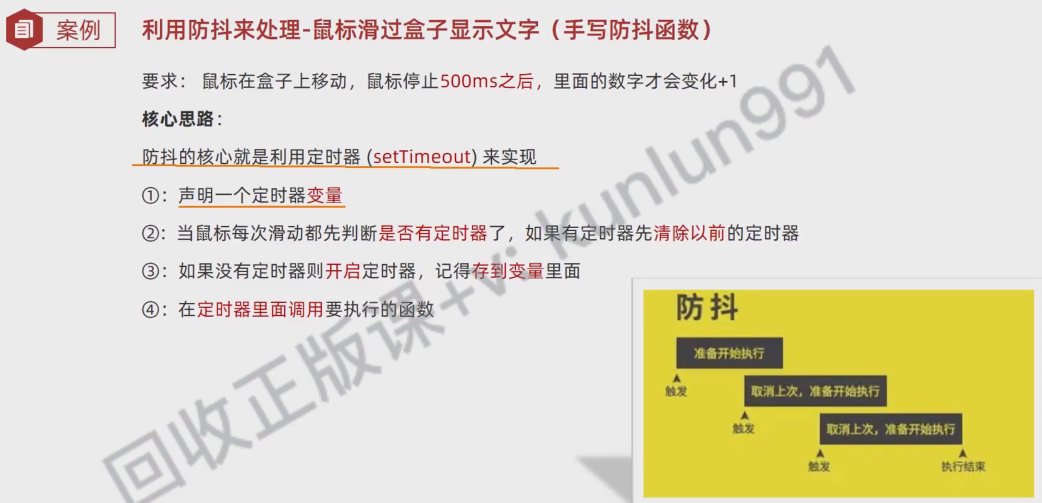 案例
利用防抖来处理-鼠标滑过盒子显示文字（手写防抖函数）
要求： 鼠标在盒子上移动，鼠标停止500ms之后，里面的数字才会变化+1
核心思路：
防抖的核心就是利用定时器 (setTimeout) 来实现
①：声明一个定时器变量
②：当鼠标每次滑动都先判断是否有定时器了，如果有定时器先清除以前的定时器
③：如果没有定时器则开启定时器，记得存到变量里面
④：在定时器里面调用要执行的函数
防抖
准备开始执行
触发
取消上次，准备开始执行
触发
取消上次，准备开始执行
触发
执行结束
回收正版课+v: kunlun991